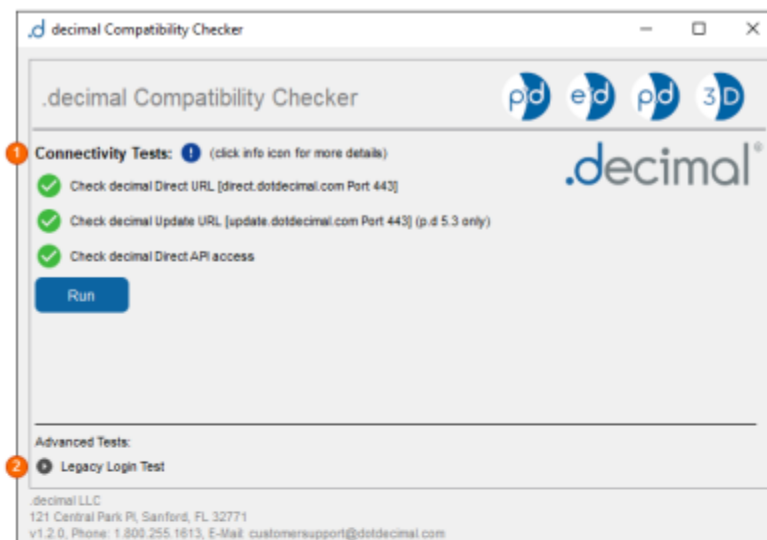 .d decimal Compatibility Checker
.decimal Compatibility Checker
p.d e.d p.d 3D
1 Connectivity Tests: (click info icon for more details)
.decimal®
Check decimal Direct URL [direct.dotdecimal.com Port 443]
Check decimal Update URL [update.dotdecimal.com Port 443] (p.d 5.3 only)
Check decimal Direct API access
Run
Advanced Tests:
2 Legacy Login Test
.decimal LLC
121 Central Park Pl, Sanford, FL 32771
v1.2.0, Phone: 1.800.255.1613, E-Mail: customersupport@dotdecimal.com